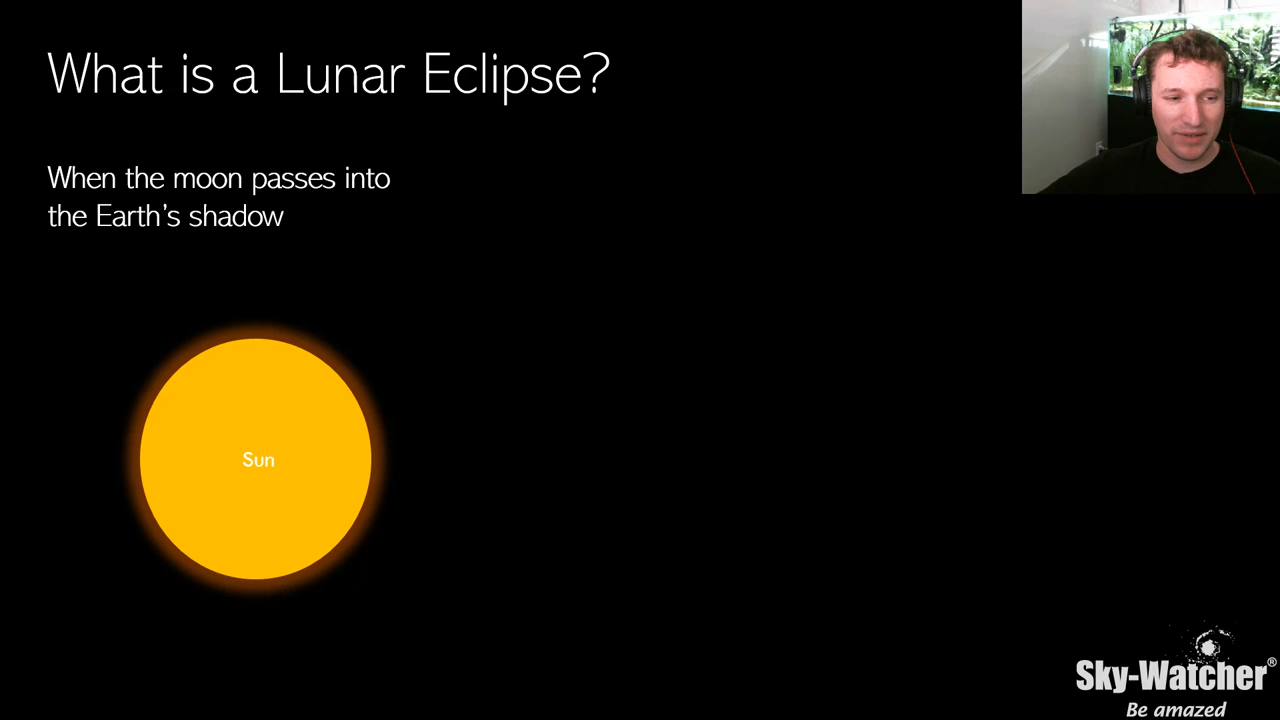 What is a Lunar Eclipse?
When the moon passes into
the Earth's shadow
Sun
Sky-Watcher®
Be amazed